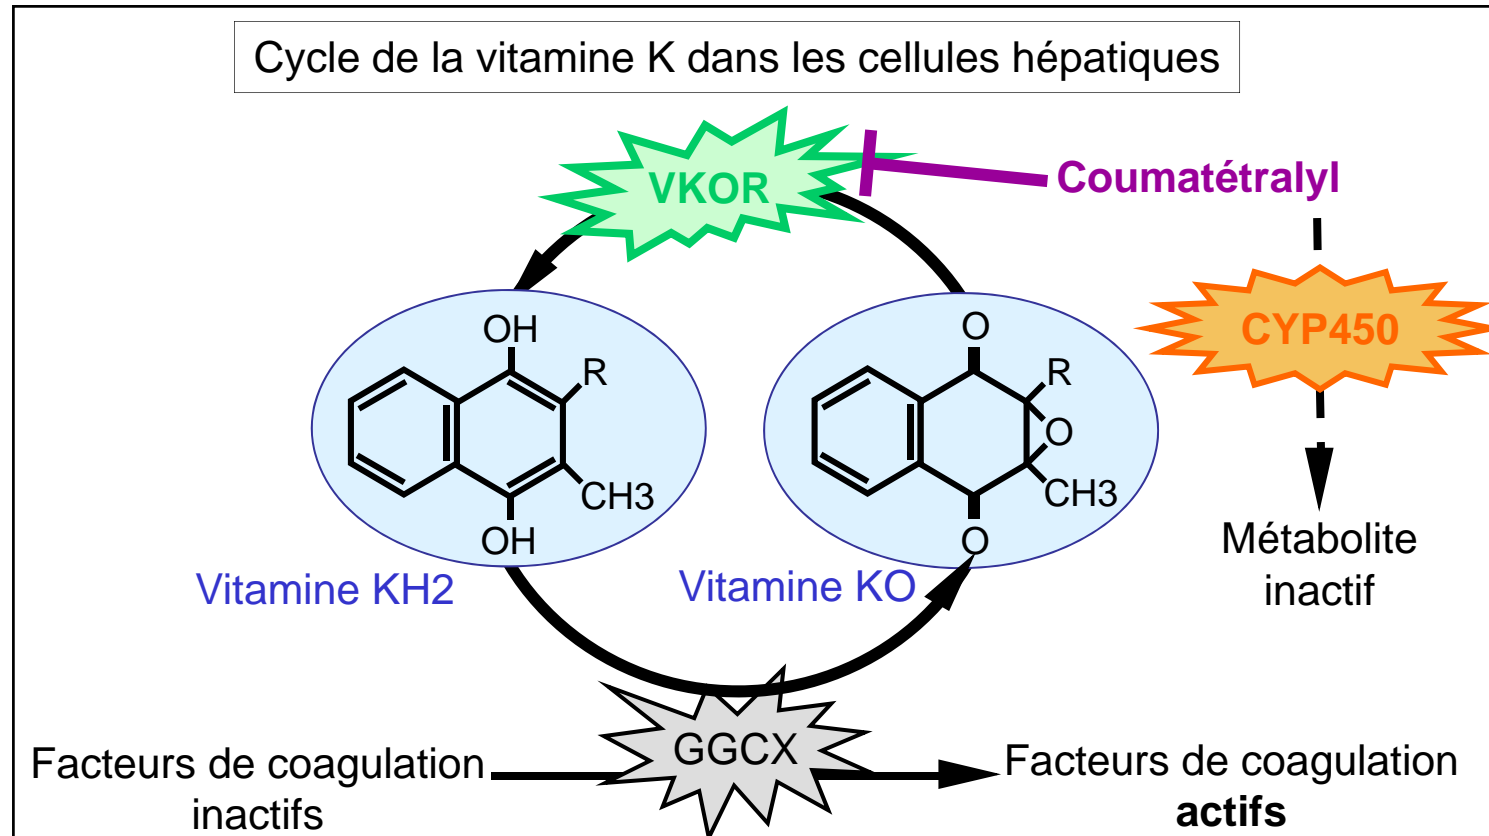 Cycle de la vitamine K dans les cellules hépatiques
VKOR
Coumatétralyl
CYP450
OH
R
CH3
OH
O
R
O
CH3
O
Métabolite
inactif
Vitamine KH2
Vitamine KO
GGCX
Facteurs de coagulation
inactifs
Facteurs de coagulation
actifs